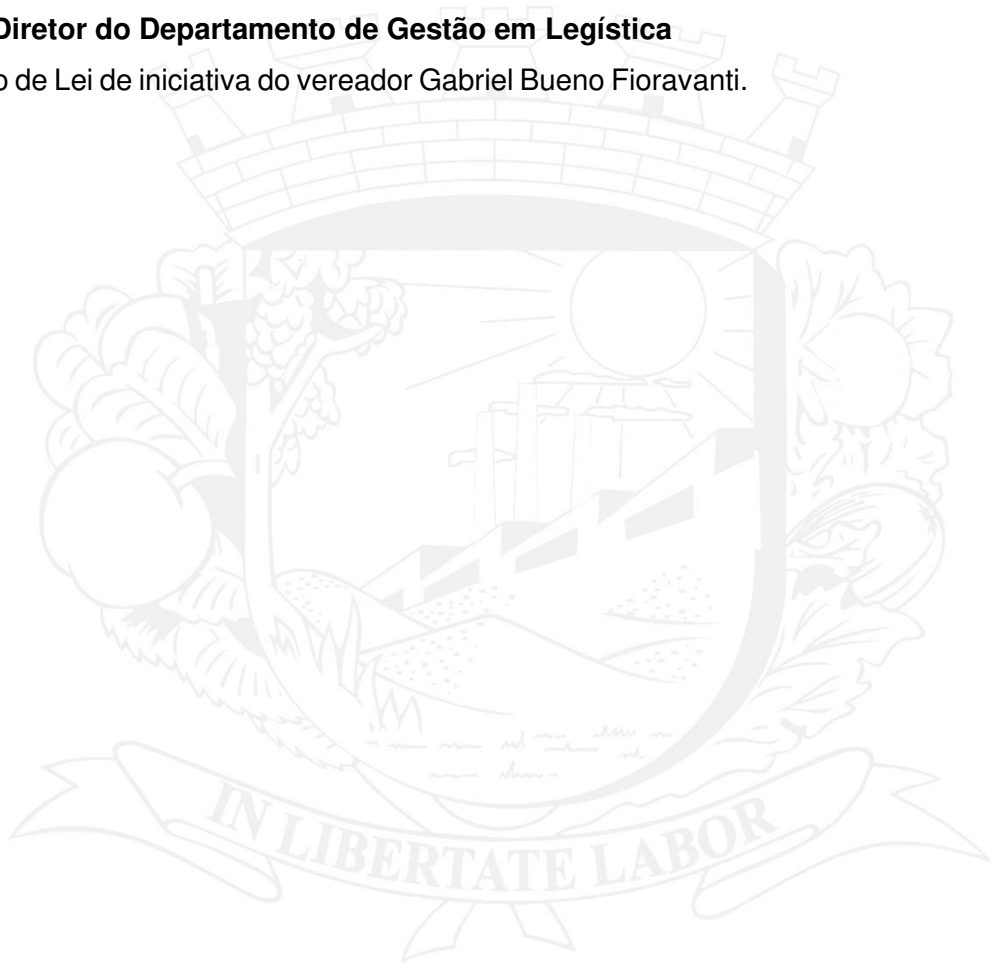 Diretor do Departamento de Gestão em Legística
o de Lei de iniciativa do vereador Gabriel Bueno Fioravanti.
IN LIBERTATE LABOR